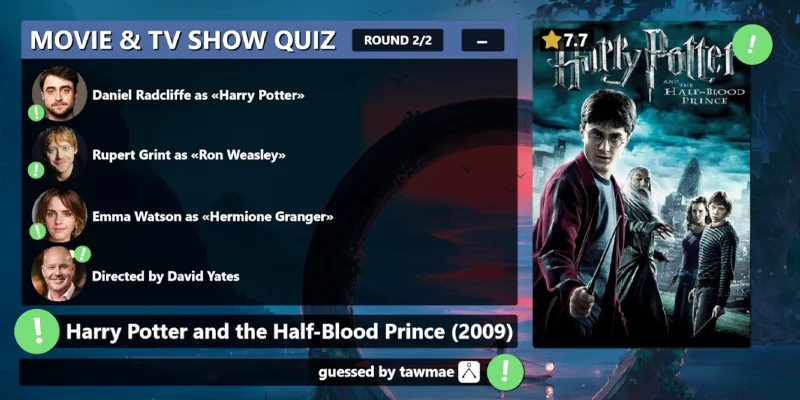 MOVIE & TV SHOW QUIZ
ROUND 2/2
–
Daniel Radcliffe as «Harry Potter»
Rupert Grint as «Ron Weasley»
Emma Watson as «Hermione Granger»
Directed by David Yates
! Harry Potter and the Half-Blood Prince (2009)
guessed by tawmae
7.7
Harry Potter
AND THE
HALF-BLOOD
PRINCE